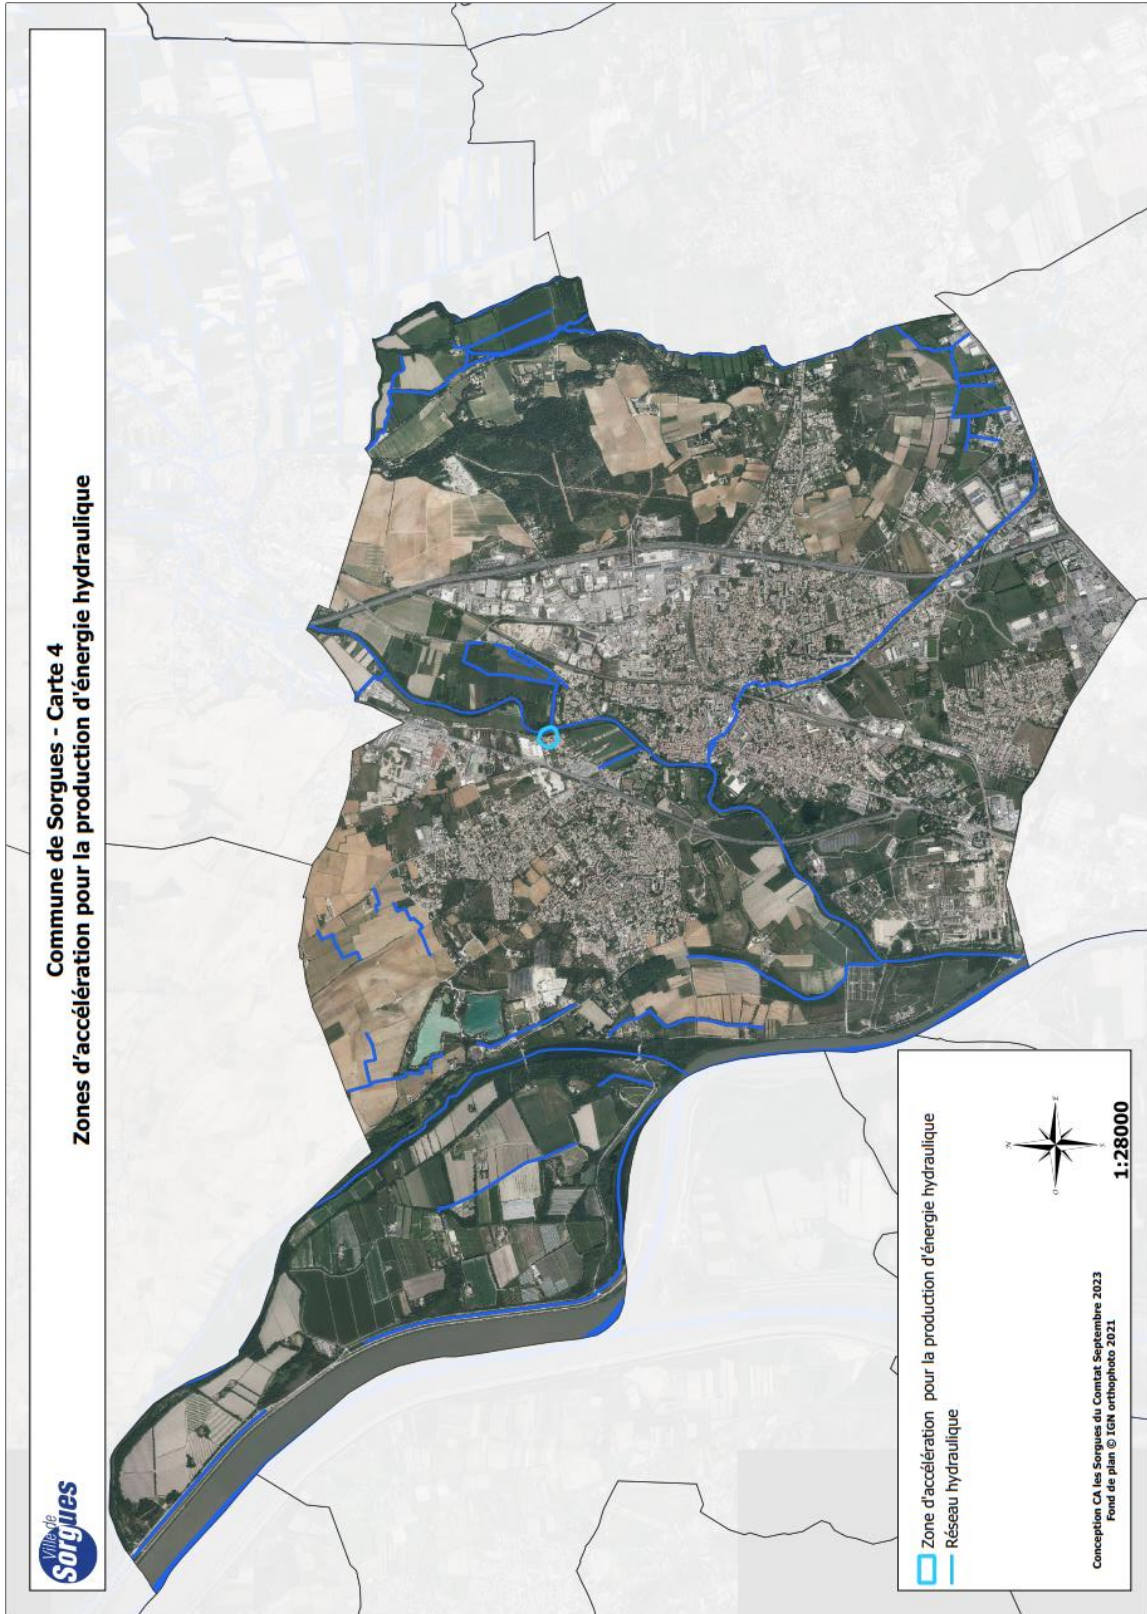 Ville de
Sorgues
Commune de Sorgues - Carte 4
Zones d'accélération pour la production d'énergie hydraulique
Zone d'accélération pour la production d'énergie hydraulique
Réseau hydraulique
N
O
E
S
1:28000
Conception CA les Sorgues du Comtat Septembre 2023
Fond de plan © IGN orthophoto 2021